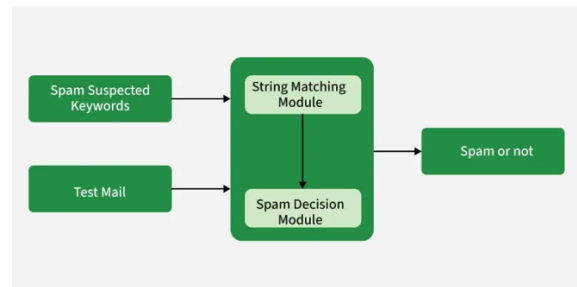 Spam Suspected
Keywords
Test Mail
String Matching
Module
Spam Decision
Module
Spam or not